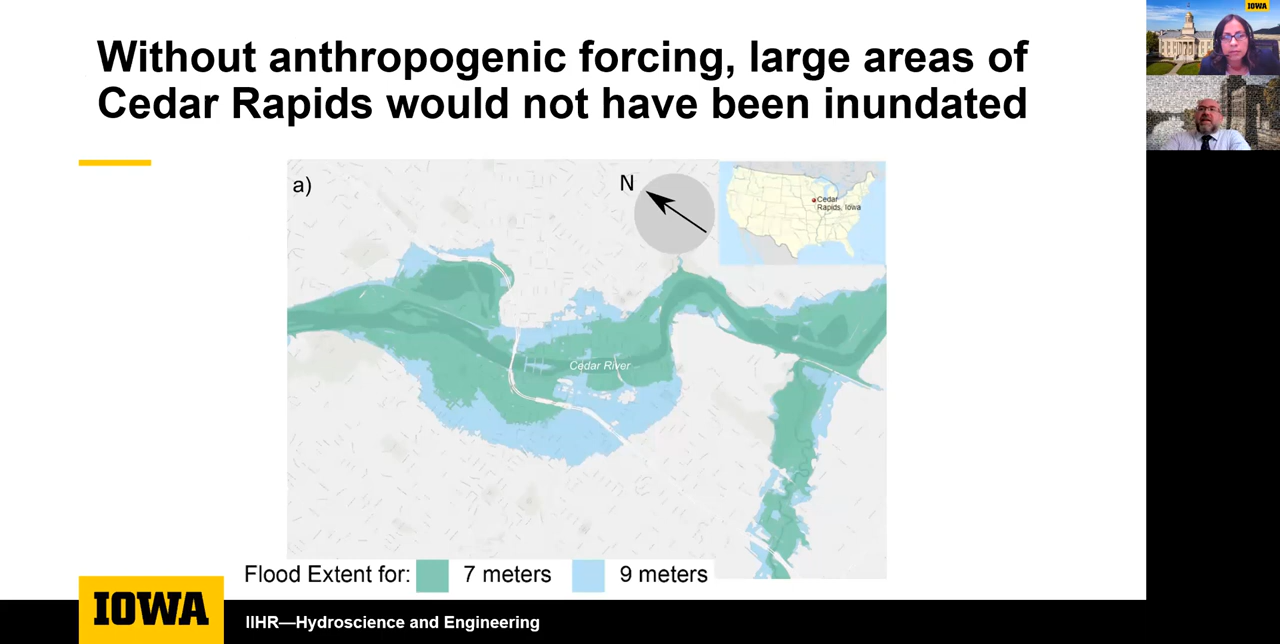 Without anthropogenic forcing, large areas of
Cedar Rapids would not have been inundated
a)
N
Cedar
Rapids, Iowa
Cedar River
Flood Extent for: 7 meters 9 meters
IOWA
IIHR—Hydroscience and Engineering
IOWA